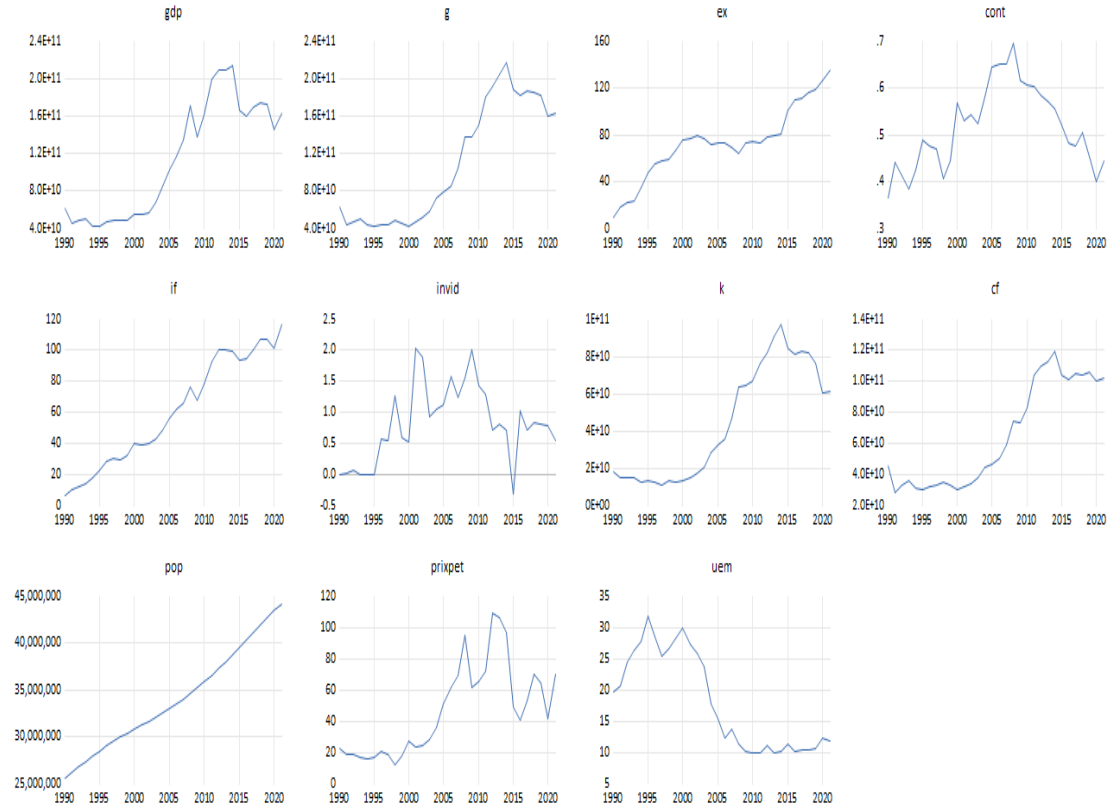 gdp
2.4E+11
2.0E+11
1.6E+11
1.2E+11
8.0E+10
4.0E+10
1990 1995 2000 2005 2010 2015 2020
g
2.4E+11
2.0E+11
1.6E+11
1.2E+11
8.0E+10
4.0E+10
1990 1995 2000 2005 2010 2015 2020
ex
160
120
80
40
0
1990 1995 2000 2005 2010 2015 2020
cont
.7
.6
.5
.4
.3
1990 1995 2000 2005 2010 2015 2020
if
120
100
80
60
40
20
0
1990 1995 2000 2005 2010 2015 2020
invid
2.5
2.0
1.5
1.0
0.5
0.0
-0.5
1990 1995 2000 2005 2010 2015 2020
k
1E+11
8E+10
6E+10
4E+10
2E+10
0E+00
1990 1995 2000 2005 2010 2015 2020
cf
1.4E+11
1.2E+11
1.0E+11
8.0E+10
6.0E+10
4.0E+10
2.0E+10
1990 1995 2000 2005 2010 2015 2020
pop
45,000,000
40,000,000
35,000,000
30,000,000
25,000,000
1990 1995 2000 2005 2010 2015 2020
prixpet
120
100
80
60
40
20
0
1990 1995 2000 2005 2010 2015 2020
uem
35
30
25
20
15
10
5
1990 1995 2000 2005 2010 2015 2020